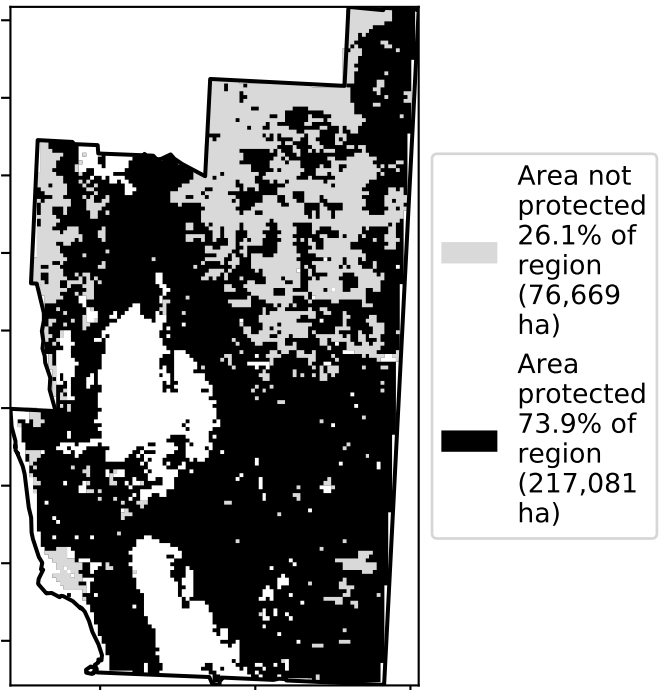 Area not
protected
26.1% of
region
(76,669
ha)
Area
protected
73.9% of
region
(217,081
ha)